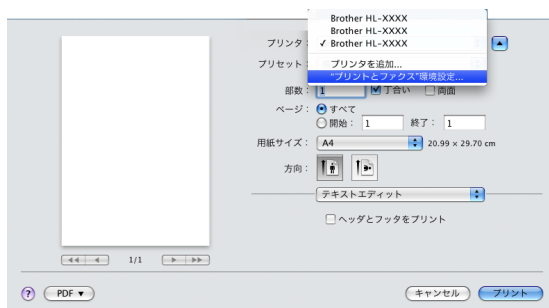 Brother HL-XXXX
Brother HL-XXXX
プリンタ： ✓ Brother HL-XXXX
プリセット： プリンタを追加...
"プリントとファクス"環境設定...
部数： 1 丁合い 両面
ページ： すべて
開始： 1 終了： 1
用紙サイズ： A4 20.99 × 29.70 cm
方向：
テキストエディット
ヘッダとフッタをプリント
1/1
? PDF ▼ キャンセル プリント